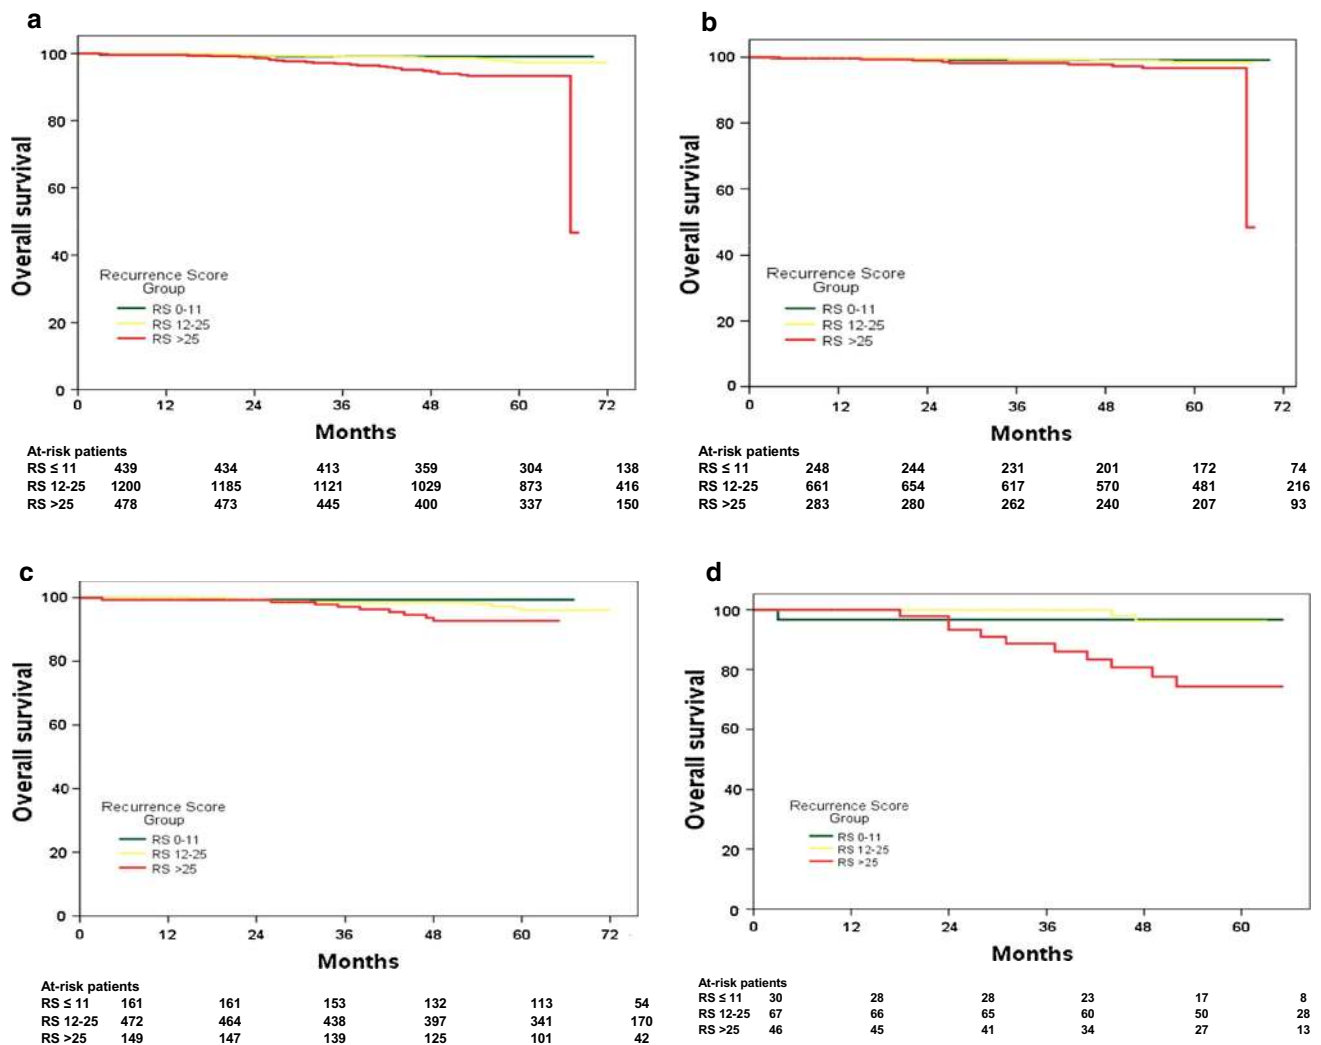 a
100
80
60
40
20
0
Overall survival
Recurrence Score
Group
RS 0-11
RS 12-25
RS >25
0 12 24 36 48 60 72
Months
At-risk patients
RS ≤ 11 439 434 413 359 304 138
RS 12-25 1200 1185 1121 1029 873 416
RS >25 478 473 445 400 337 150
b
100
80
60
40
20
0
Overall survival
Recurrence Score
Group
RS 0-11
RS 12-25
RS >25
0 12 24 36 48 60 72
Months
At-risk patients
RS ≤ 11 248 244 231 201 172 74
RS 12-25 661 654 617 570 481 216
RS >25 283 280 262 240 207 93
c
100
80
60
40
20
0
Overall survival
Recurrence Score
Group
RS 0-11
RS 12-25
RS >25
0 12 24 36 48 60 72
Months
At-risk patients
RS ≤ 11 161 161 153 132 113 54
RS 12-25 472 464 438 397 341 170
RS >25 149 147 139 125 101 42
d
100
80
60
40
20
0
Overall survival
Recurrence Score
Group
RS 0-11
RS 12-25
RS >25
0 12 24 36 48 60
Months
At-risk patients
RS ≤ 11 30 28 28 23 17 8
RS 12-25 67 66 65 60 50 28
RS >25 46 45 41 34 27 13